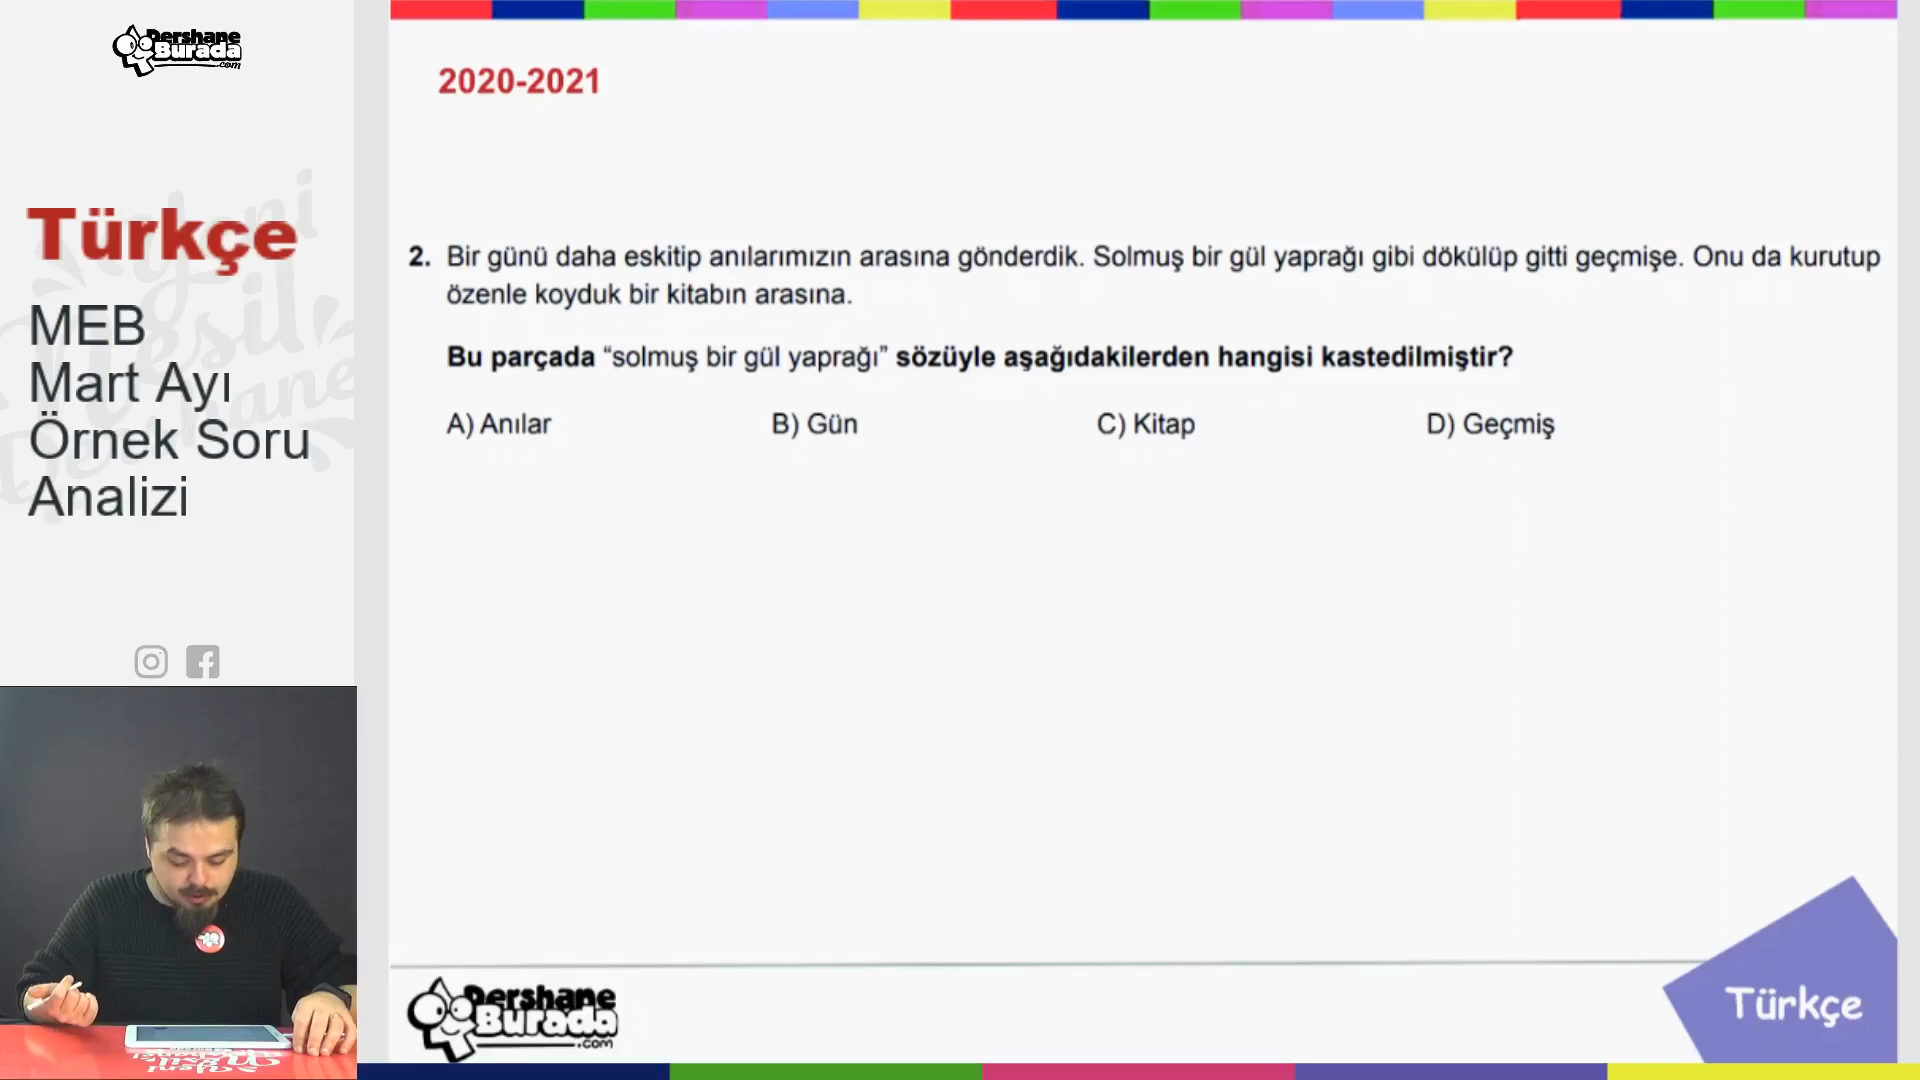 Dershane
Burada
.com
Türkçe
MEB
Mart Ayı
Örnek Soru
Analizi
2020-2021
2. Bir günü daha eskitip anılarımızın arasına gönderdik. Solmuş bir gül yaprağı gibi dökülüp gitti geçmişe. Onu da kurutup
özenle koyduk bir kitabın arasına.
Bu parçada “solmuş bir gül yaprağı” sözüyle aşağıdakilerden hangisi kastedilmiştir?
A) Anılar B) Gün C) Kitap D) Geçmiş
Dershane
Burada
.com
Türkçe